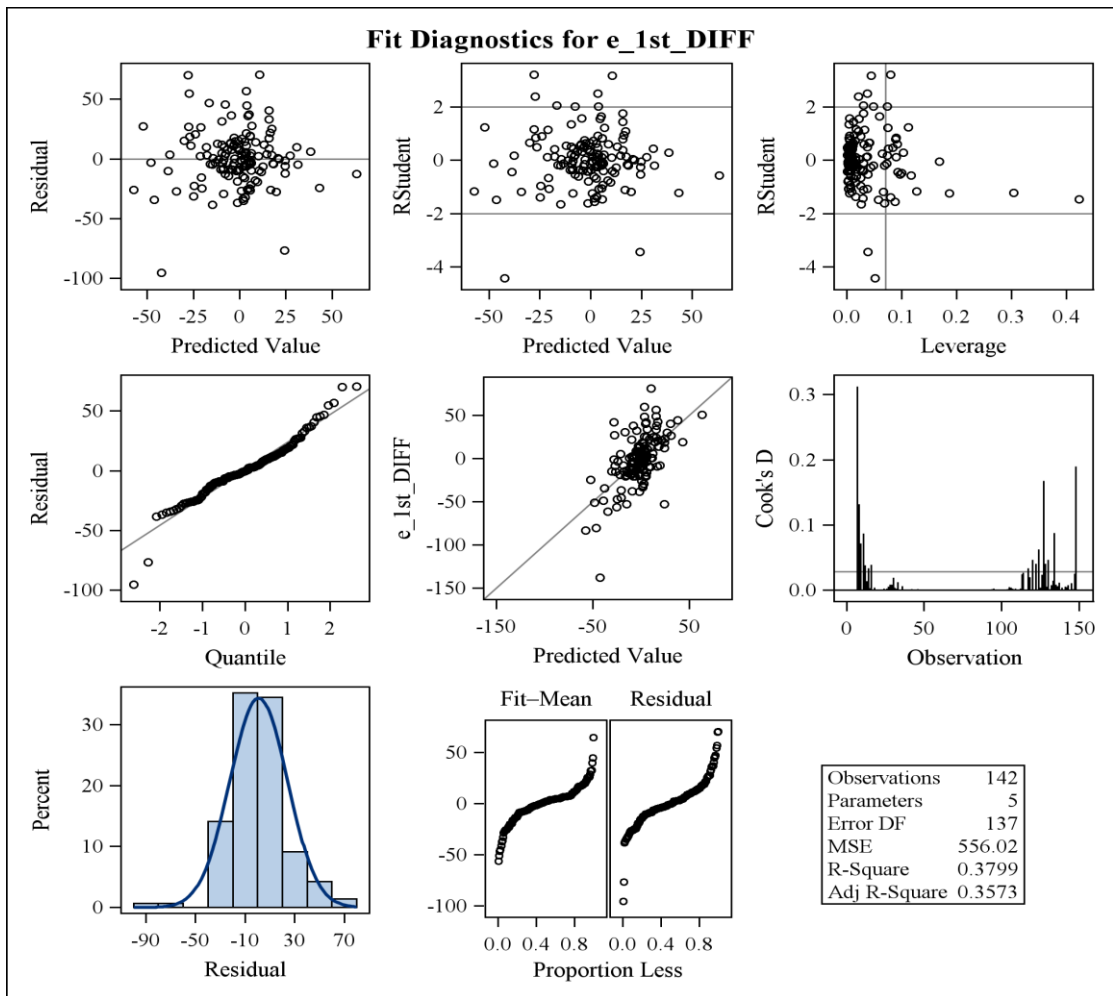 Fit Diagnostics for e_1st_DIFF
Residual
50
0
-50
-100
-50 -25 0 25 50
Predicted Value
RStudent
2
0
-2
-4
-50 -25 0 25 50
Predicted Value
RStudent
2
0
-2
-4
0.0 0.1 0.2 0.3 0.4
Leverage
Residual
50
0
-50
-100
-2 -1 0 1 2
Quantile
e_1st_DIFF
50
0
-50
-100
-150
-150 -50 50
Predicted Value
Cook's D
0.3
0.2
0.1
0.0
0 50 100 150
Observation
Percent
30
20
10
0
-90 -50 -10 30 70
Residual
Fit–Mean Residual
50
0
-50
-100
0.0 0.4 0.8 0.0 0.4 0.8
Proportion Less
Observations 142
Parameters 5
Error DF 137
MSE 556.02
R-Square 0.3799
Adj R-Square 0.3573